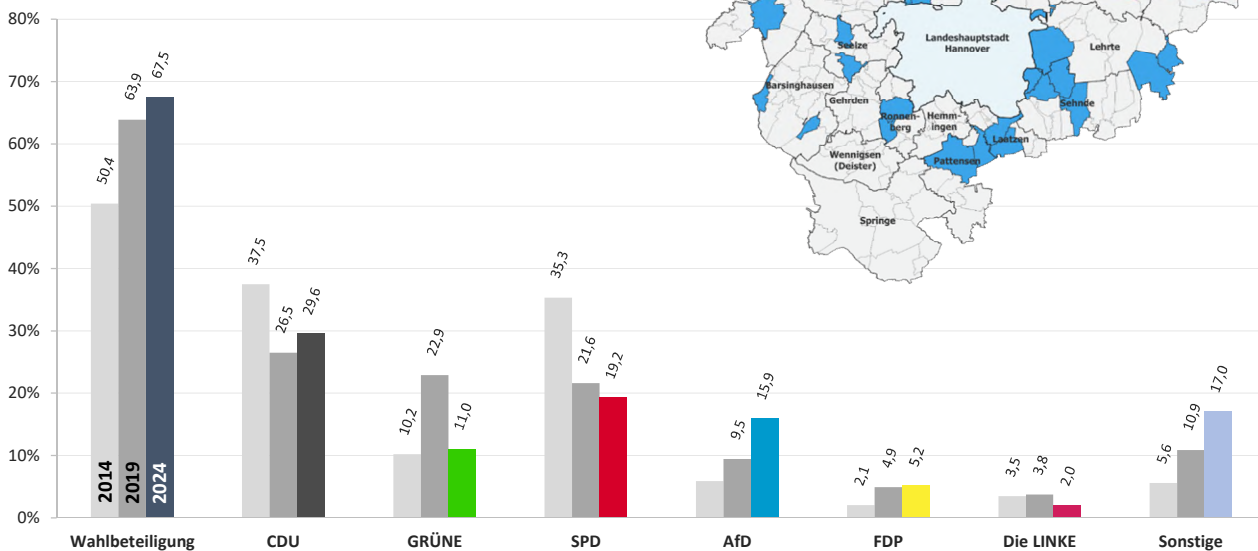 80%
70%
60%
50%
40%
30%
20%
10%
0%
50,4
63,9
67,5
2014
2019
2024
37,5
26,5
29,6
10,2
22,9
11,0
35,3
21,6
19,2
9,5
15,9
2,1
4,9
5,2
3,5
3,8
2,0
5,6
10,9
17,0
Wahlbeteiligung
CDU
GRÜNE
SPD
AfD
FDP
Die LINKE
Sonstige
Landeshauptstadt
Hannover
Seelze
Lehrte
Barsinghausen
Gehrden
Sehnde
Ronnen-
berg
Hemm-
ingen
Laatzen
Wennigsen
(Deister)
Pattensen
Springe